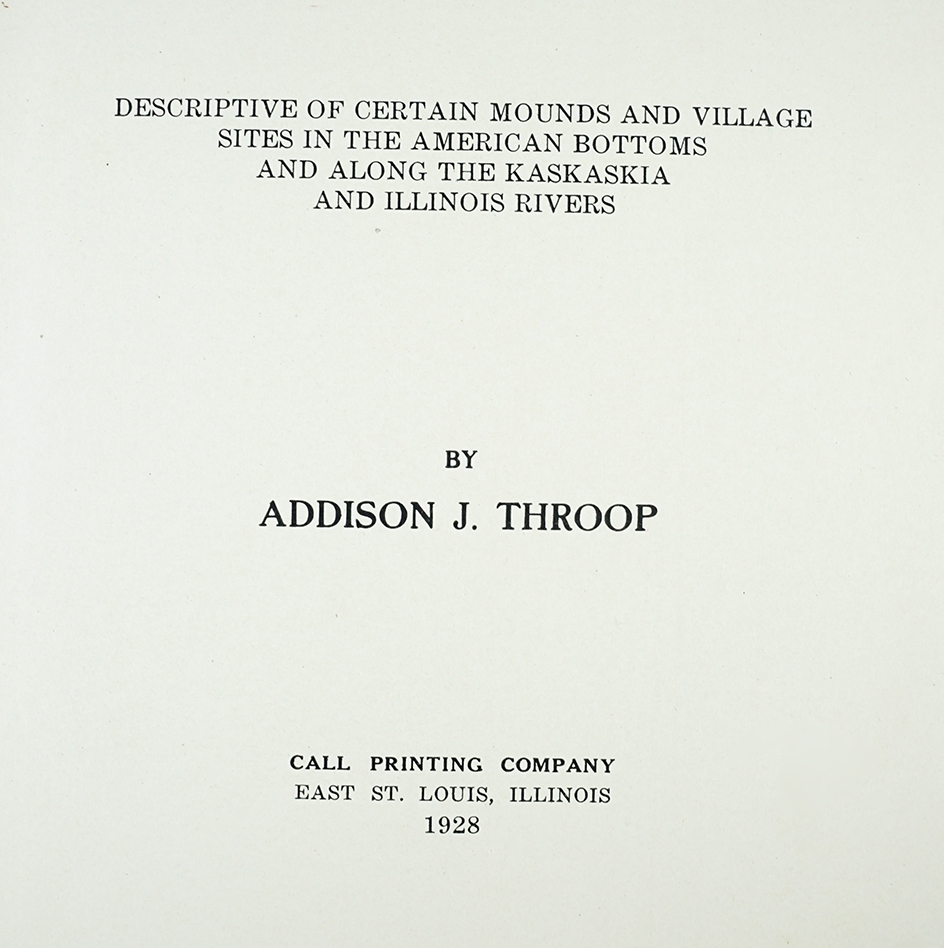 DESCRIPTIVE OF CERTAIN MOUNDS AND VILLAGE
SITES IN THE AMERICAN BOTTOMS
AND ALONG THE KASKASKIA
AND ILLINOIS RIVERS
BY
ADDISON J. THROOP
CALL PRINTING COMPANY
EAST ST. LOUIS, ILLINOIS
1928